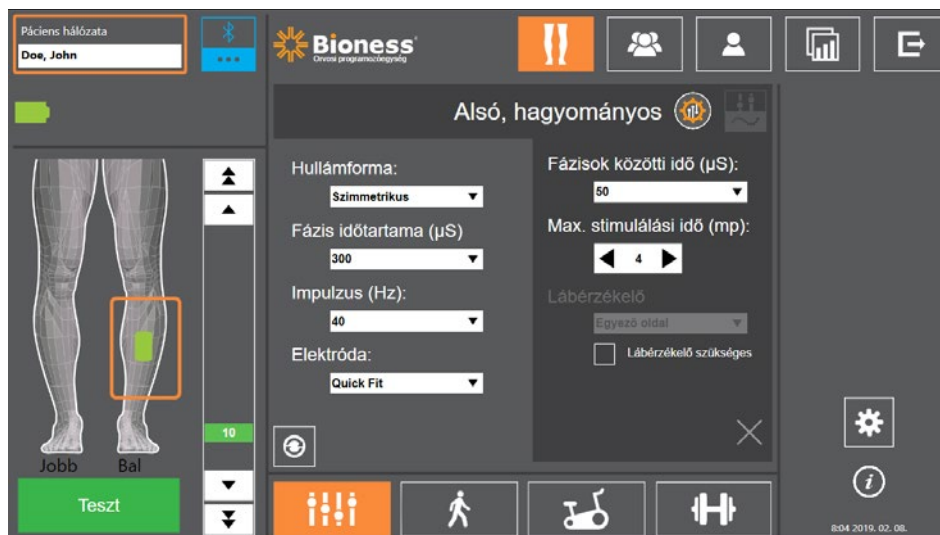 Páciens hálózata
Doe, John
Bioness
Orvosi programozóegység
Alsó, hagyományos
Hullámforma:
Szimmetrikus
Fázis időtartama (µS)
300
Impulzus (Hz):
40
Elektróda:
Quick Fit
Fázisok közötti idő (µS):
50
Max. stimulálási idő (mp):
4
Lábérzékelő
Egyező oldal
Lábérzékelő szükséges
10
Jobb Bal
Teszt
i
8:04 2019. 02. 08.